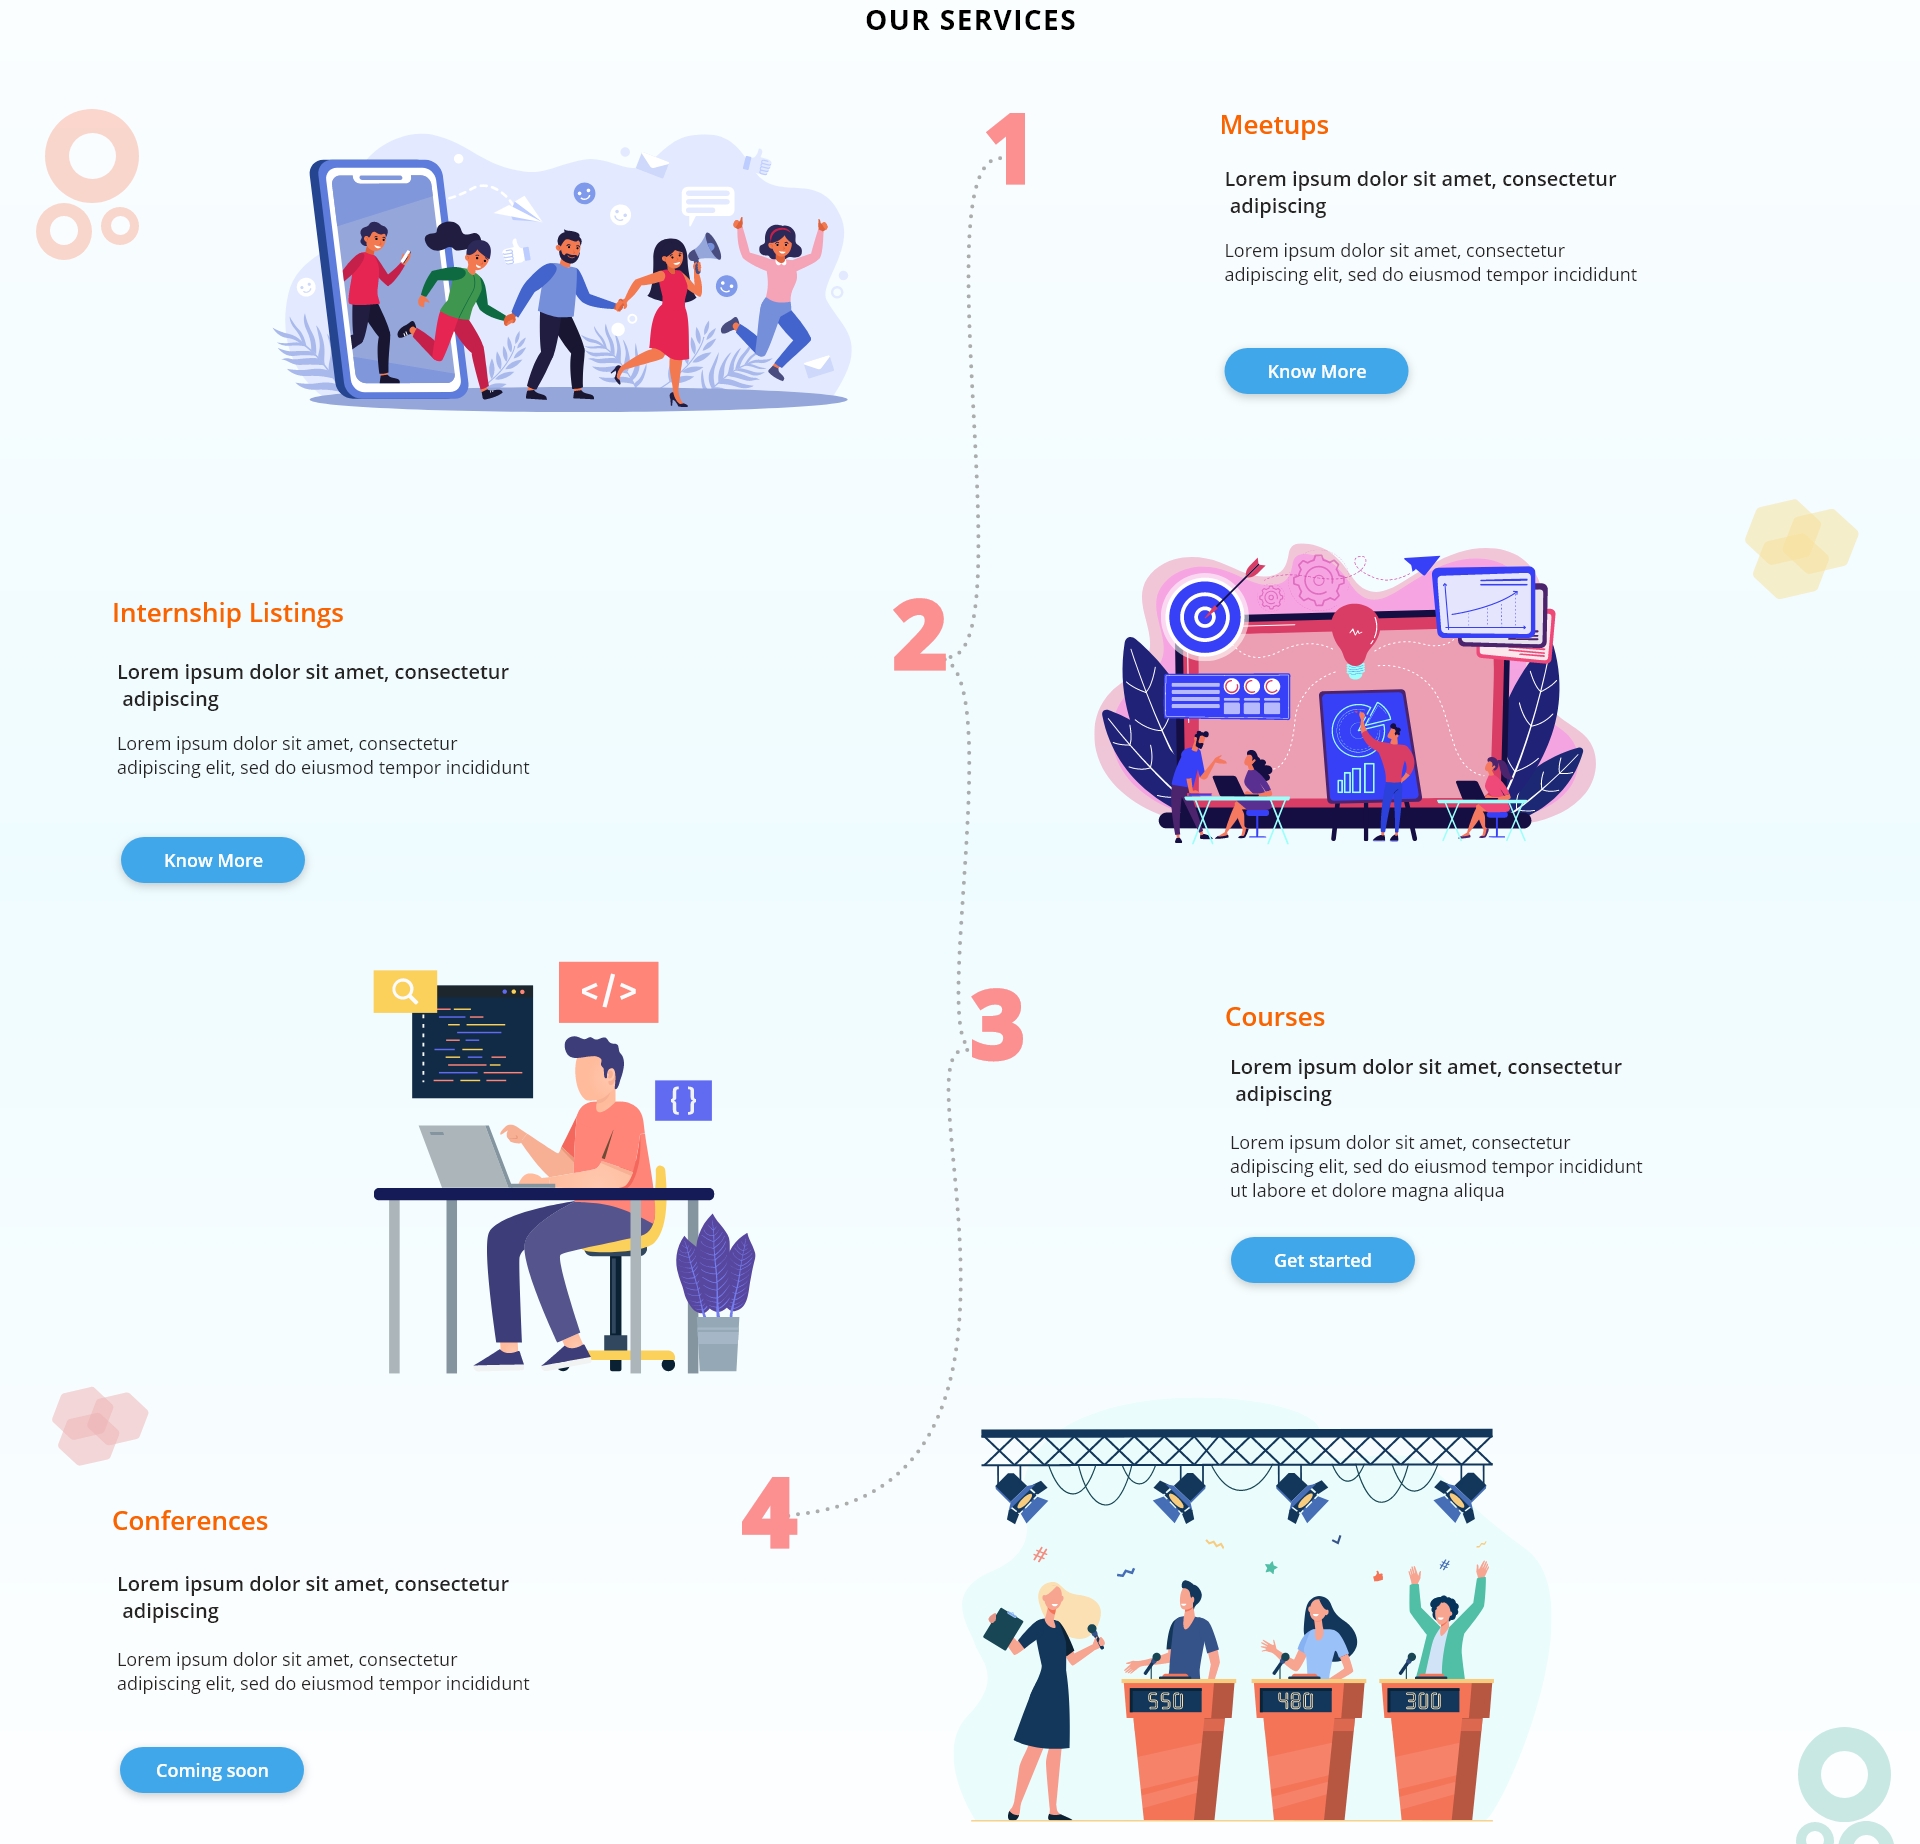 OUR SERVICES
1
Meetups
Lorem ipsum dolor sit amet, consectetur
adipiscing
Lorem ipsum dolor sit amet, consectetur
adipiscing elit, sed do eiusmod tempor incididunt
Know More
2
Internship Listings
Lorem ipsum dolor sit amet, consectetur
adipiscing
Lorem ipsum dolor sit amet, consectetur
adipiscing elit, sed do eiusmod tempor incididunt
Know More
</>
{ }
3
Courses
Lorem ipsum dolor sit amet, consectetur
adipiscing
Lorem ipsum dolor sit amet, consectetur
adipiscing elit, sed do eiusmod tempor incididunt
ut labore et dolore magna aliqua
Get started
4
Conferences
Lorem ipsum dolor sit amet, consectetur
adipiscing
Lorem ipsum dolor sit amet, consectetur
adipiscing elit, sed do eiusmod tempor incididunt
Coming soon
#
#
550
480
300